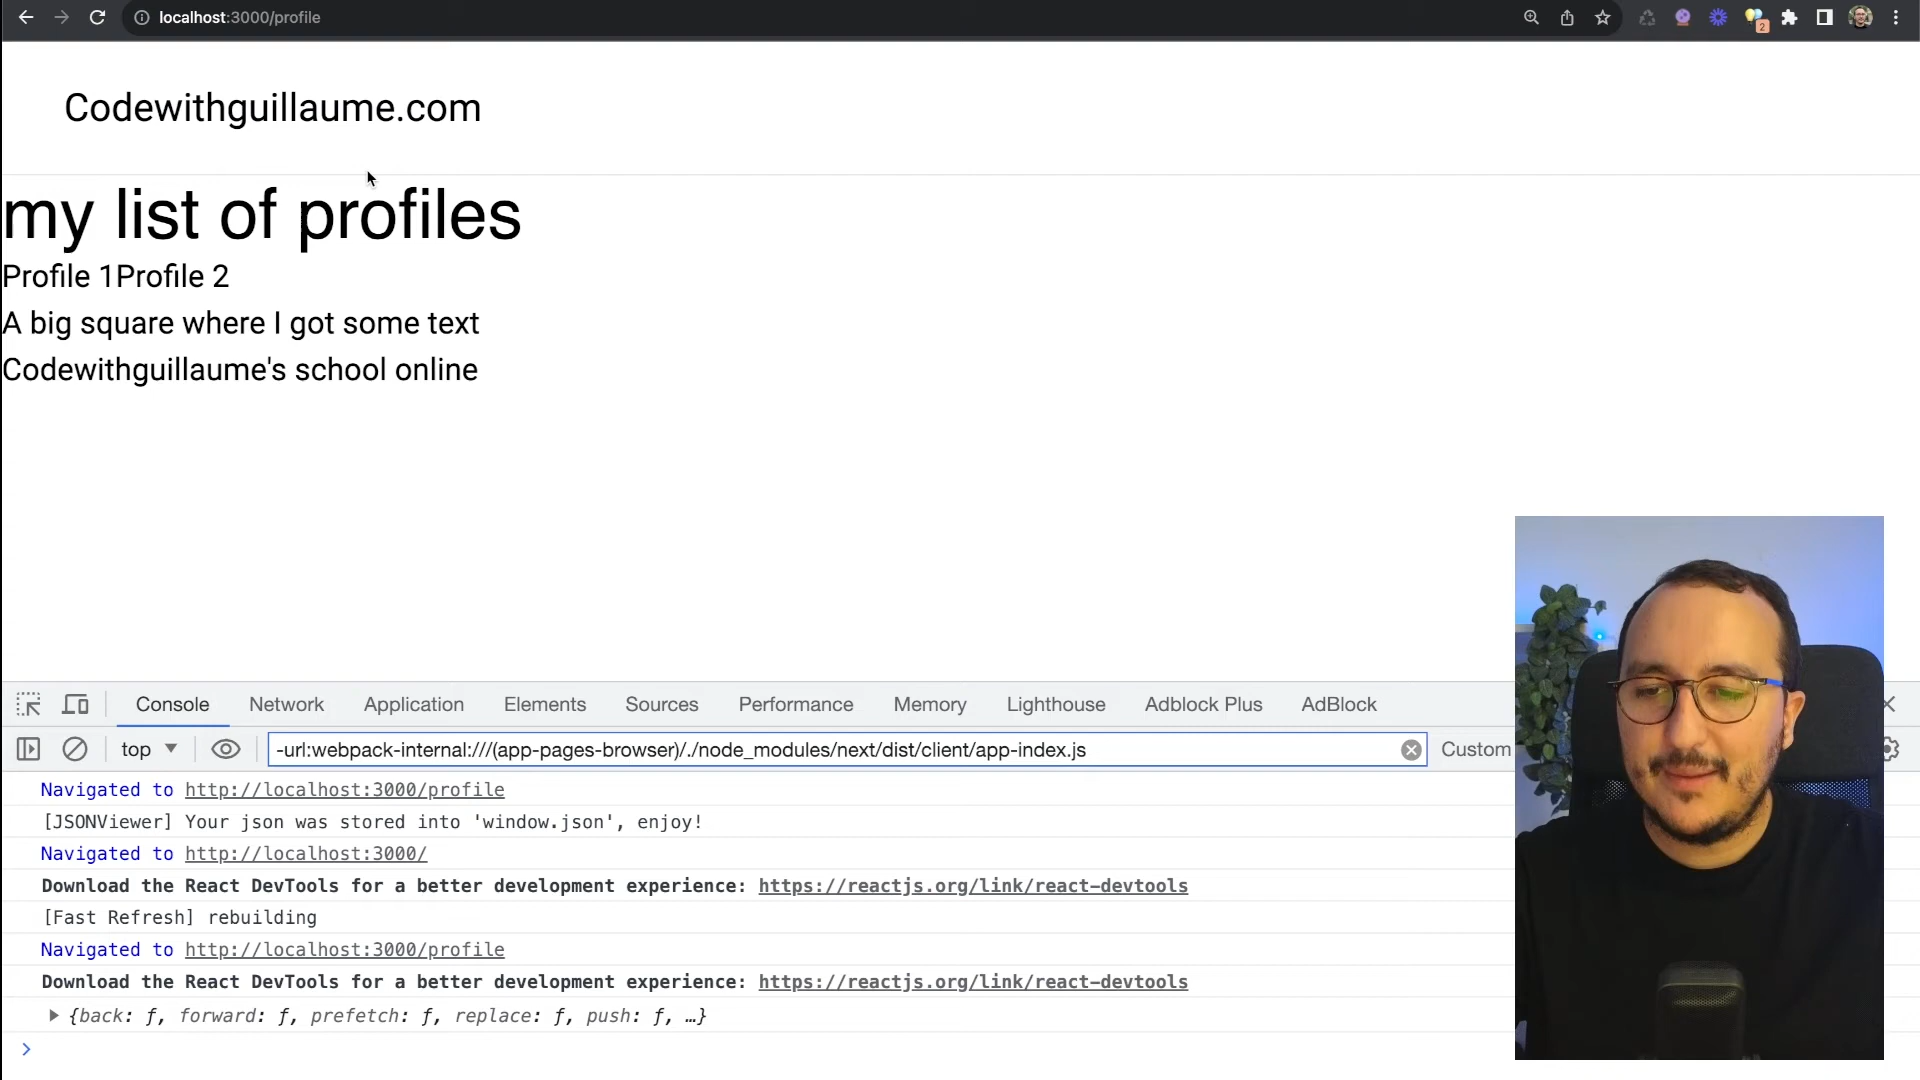 localhost:3000/profile
2
Codewithguillaume.com
my list of profiles
Profile 1Profile 2
A big square where I got some text
Codewithguillaume's school online
Console Network Application Elements Sources Performance Memory Lighthouse Adblock Plus AdBlock
top -url:webpack-internal:///(app-pages-browser)/./node_modules/next/dist/client/app-index.js Custom
Navigated to http://localhost:3000/profile
[JSONViewer] Your json was stored into 'window.json', enjoy!
Navigated to http://localhost:3000/
Download the React DevTools for a better development experience: https://reactjs.org/link/react-devtools
[Fast Refresh] rebuilding
Navigated to http://localhost:3000/profile
Download the React DevTools for a better development experience: https://reactjs.org/link/react-devtools
{back: ƒ, forward: ƒ, prefetch: ƒ, replace: ƒ, push: ƒ, …}